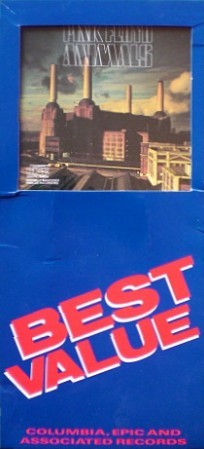 PINK FLOYD
ANIMALS
BEST
VALUE
COLUMBIA, EPIC AND
ASSOCIATED RECORDS